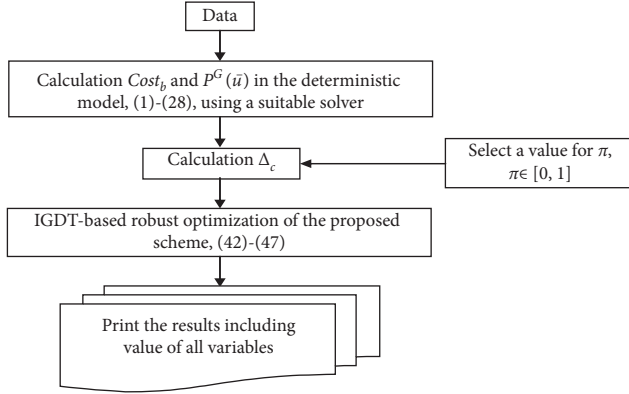 Data
Calculation Cost_b and P^G (ū) in the deterministic
model, (1)-(28), using a suitable solver
Calculation Δ_c
Select a value for π,
π∈ [0, 1]
IGDT-based robust optimization of the proposed
scheme, (42)-(47)
Print the results including
value of all variables